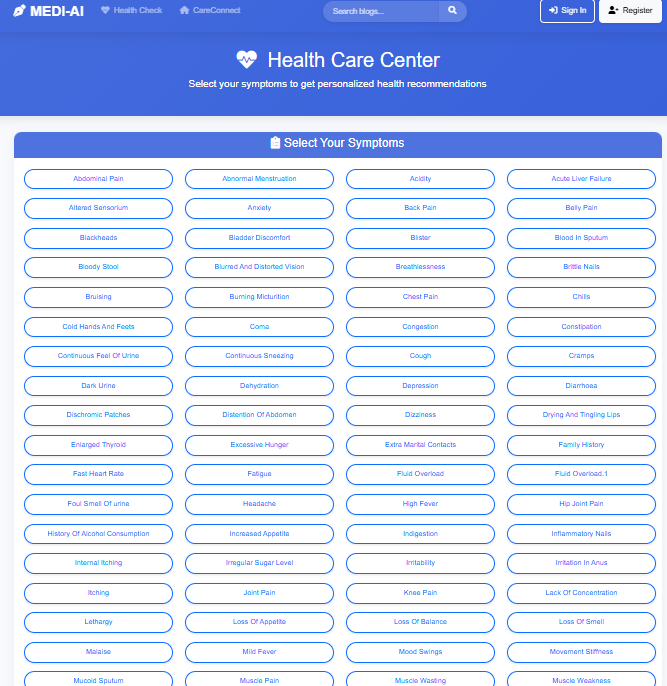 MEDI-AI Health Check CareConnect Search blogs... Sign In Register
Health Care Center
Select your symptoms to get personalized health recommendations
Select Your Symptoms
Abdominal Pain Abnormal Menstruation Acidity Acute Liver Failure
Altered Sensorium Anxiety Back Pain Belly Pain
Blackheads Bladder Discomfort Blister Blood In Sputum
Bloody Stool Blurred And Distorted Vision Breathlessness Brittle Nails
Bruising Burning Micturition Chest Pain Chills
Cold Hands And Feets Coma Congestion Constipation
Continuous Feel Of Urine Continuous Sneezing Cough Cramps
Dark Urine Dehydration Depression Diarrhoea
Dischromic Patches Distention Of Abdomen Dizziness Drying And Tingling Lips
Enlarged Thyroid Excessive Hunger Extra Marital Contacts Family History
Fast Heart Rate Fatigue Fluid Overload Fluid Overload.1
Foul Smell Of urine Headache High Fever Hip Joint Pain
History Of Alcohol Consumption Increased Appetite Indigestion Inflammatory Nails
Internal Itching Irregular Sugar Level Irritability Irritation In Anus
Itching Joint Pain Knee Pain Lack Of Concentration
Lethargy Loss Of Appetite Loss Of Balance Loss Of Smell
Malaise Mild Fever Mood Swings Movement Stiffness
Mucoid Sputum Muscle Pain Muscle Wasting Muscle Weakness